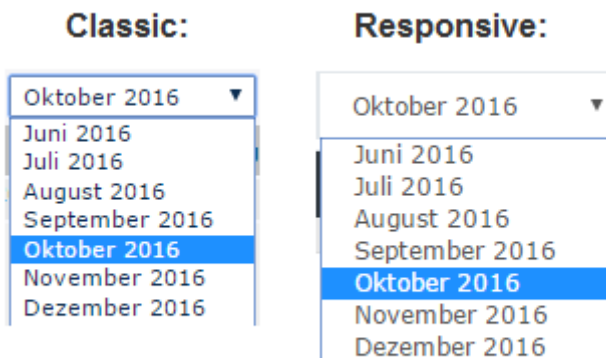 Classic:
Oktober 2016
Juni 2016
Juli 2016
August 2016
September 2016
Oktober 2016
November 2016
Dezember 2016
Responsive:
Oktober 2016
Juni 2016
Juli 2016
August 2016
September 2016
Oktober 2016
November 2016
Dezember 2016